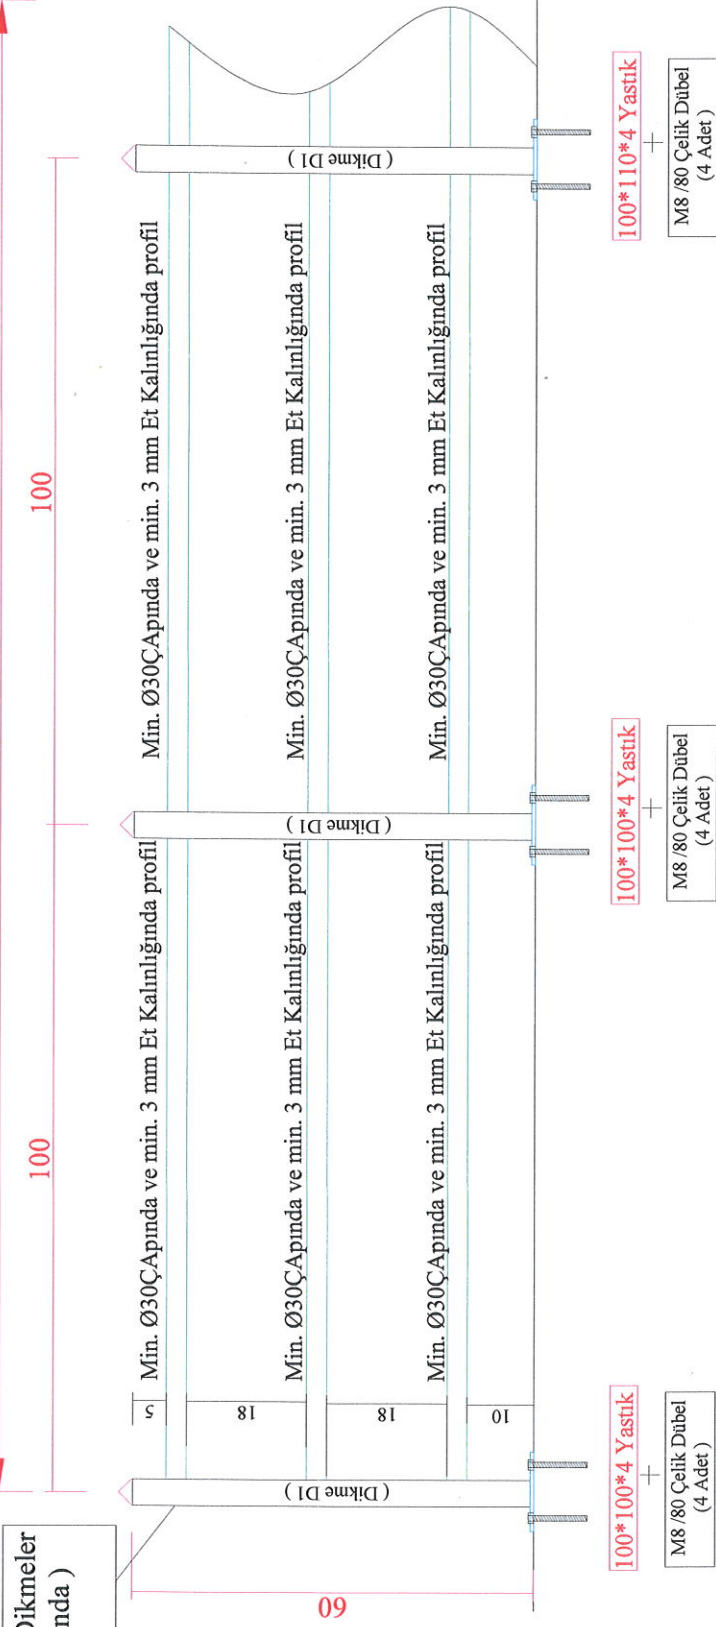 Dikmeler
nda )
100
100
60
5
18
18
10
( Dikme D1 )
( Dikme D1 )
( Dikme D1 )
Min. Ø30ÇApında ve min. 3 mm Et Kalınlığında profil
Min. Ø30ÇApında ve min. 3 mm Et Kalınlığında profil
Min. Ø30ÇApında ve min. 3 mm Et Kalınlığında profil
Min. Ø30ÇApında ve min. 3 mm Et Kalınlığında profil
Min. Ø30ÇApında ve min. 3 mm Et Kalınlığında profil
Min. Ø30ÇApında ve min. 3 mm Et Kalınlığında profil
100*100*4 Yastık
+
M8 /80 Çelik Dübel
(4 Adet )
100*100*4 Yastık
+
M8 /80 Çelik Dübel
(4 Adet )
100*110*4 Yastık
+
M8 /80 Çelik Dübel
(4 Adet )